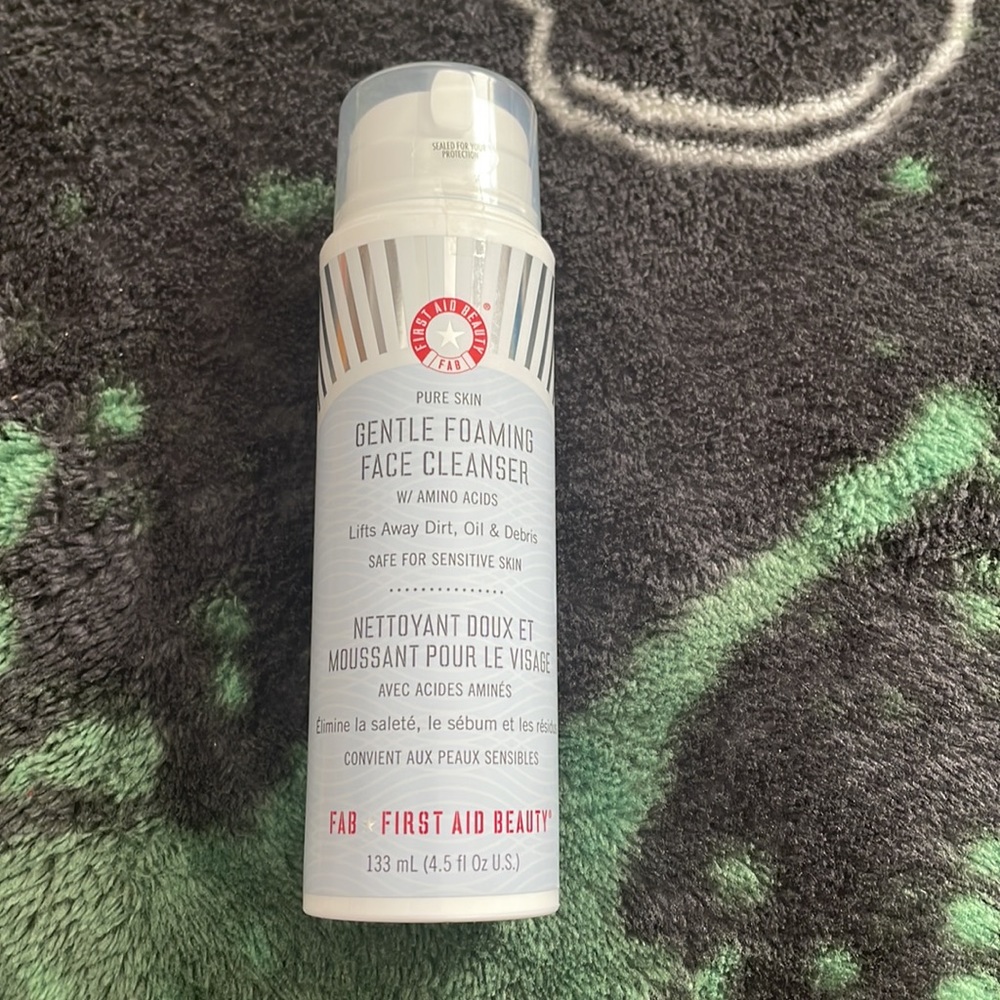 SEALED FOR YOUR
PROTECTION
FIRST AID BEAUTY
®
FAB
PURE SKIN
GENTLE FOAMING
FACE CLEANSER
W/ AMINO ACIDS
Lifts Away Dirt, Oil & Debris
SAFE FOR SENSITIVE SKIN
NETTOYANT DOUX ET
MOUSSANT POUR LE VISAGE
AVEC ACIDES AMINÉS
Élimine la saleté, le sébum et les
CONVIENT AUX PEAUX SENSIBLES
FAB FIRST AID BEAUTY®
133 mL (4.5 fl Oz U.S.)